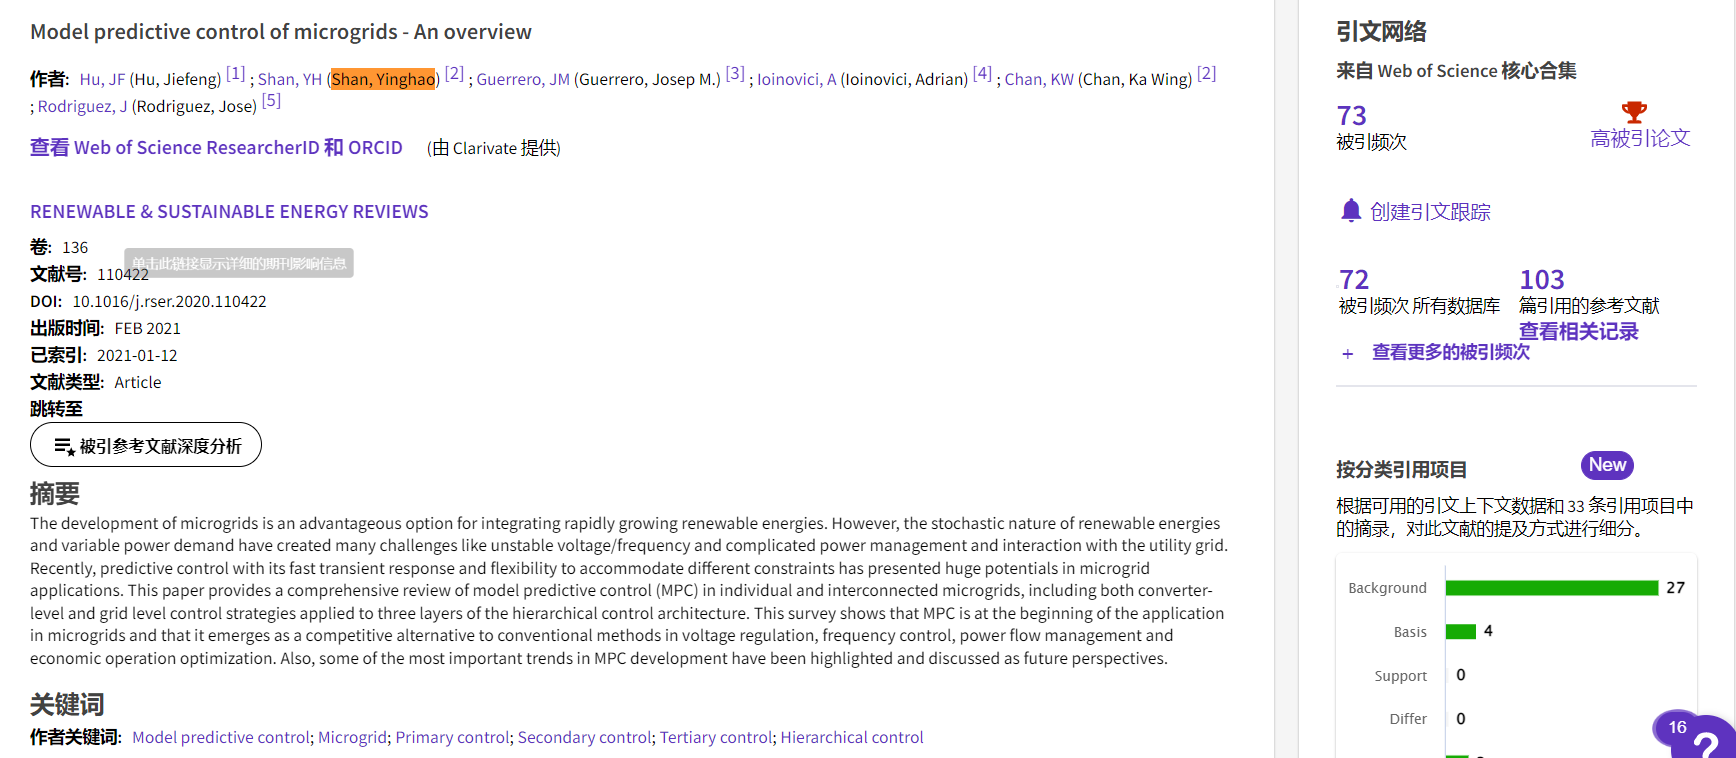 Model predictive control of microgrids - An overview
作者: Hu, JF (Hu, Jiefeng) [1] ; Shan, YH (Shan, Yinghao) [2] ; Guerrero, JM (Guerrero, Josep M.) [3] ; Ioinovici, A (Ioinovici, Adrian) [4] ; Chan, KW (Chan, Ka Wing) [2]
; Rodriguez, J (Rodriguez, Jose) [5]
查看 Web of Science ResearcherID 和 ORCID (由 Clarivate 提供)
RENEWABLE & SUSTAINABLE ENERGY REVIEWS
卷: 136
单击此链接显示详细的期刊影响信息
文献号: 110422
DOI: 10.1016/j.rser.2020.110422
出版时间: FEB 2021
已索引: 2021-01-12
文献类型: Article
跳转至
被引参考文献深度分析
摘要
The development of microgrids is an advantageous option for integrating rapidly growing renewable energies. However, the stochastic nature of renewable energies
and variable power demand have created many challenges like unstable voltage/frequency and complicated power management and interaction with the utility grid.
Recently, predictive control with its fast transient response and flexibility to accommodate different constraints has presented huge potentials in microgrid
applications. This paper provides a comprehensive review of model predictive control (MPC) in individual and interconnected microgrids, including both converter-
level and grid level control strategies applied to three layers of the hierarchical control architecture. This survey shows that MPC is at the beginning of the application
in microgrids and that it emerges as a competitive alternative to conventional methods in voltage regulation, frequency control, power flow management and
economic operation optimization. Also, some of the most important trends in MPC development have been highlighted and discussed as future perspectives.
关键词
作者关键词: Model predictive control; Microgrid; Primary control; Secondary control; Tertiary control; Hierarchical control
引文网络
来自 Web of Science 核心合集
73
被引频次
高被引论文
创建引文跟踪
72
被引频次 所有数据库
103
篇引用的参考文献
查看相关记录
+ 查看更多的被引频次
按分类引用项目 New
根据可用的引文上下文数据和 33 条引用项目中
的摘录，对此文献的提及方式进行细分。
Background 27
Basis 4
Support 0
Differ 0
16
?